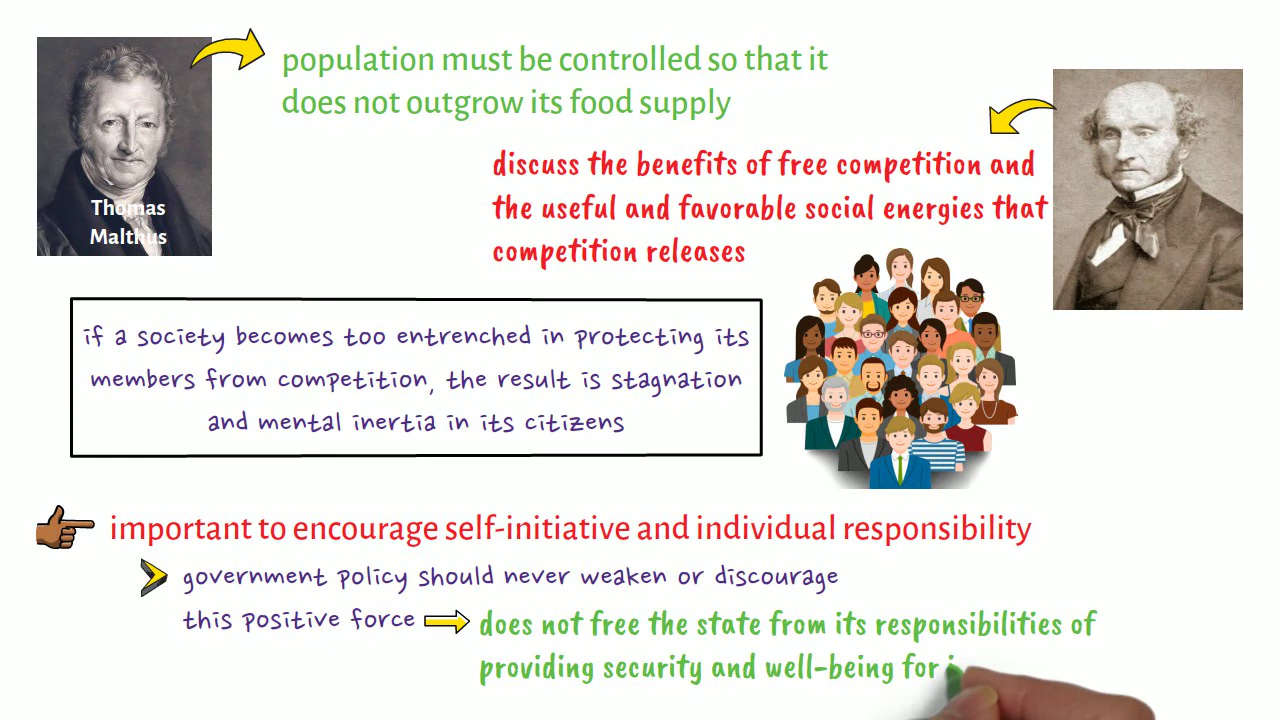 Thomas
Malthus
population must be controlled so that it
does not outgrow its food supply
discuss the benefits of free competition and
the useful and favorable social energies that
competition releases
if a society becomes too entrenched in protecting its
members from competition, the result is stagnation
and mental inertia in its citizens
important to encourage self-initiative and individual responsibility
government policy should never weaken or discourage
this positive force
does not free the state from its responsibilities of
providing security and well-being for